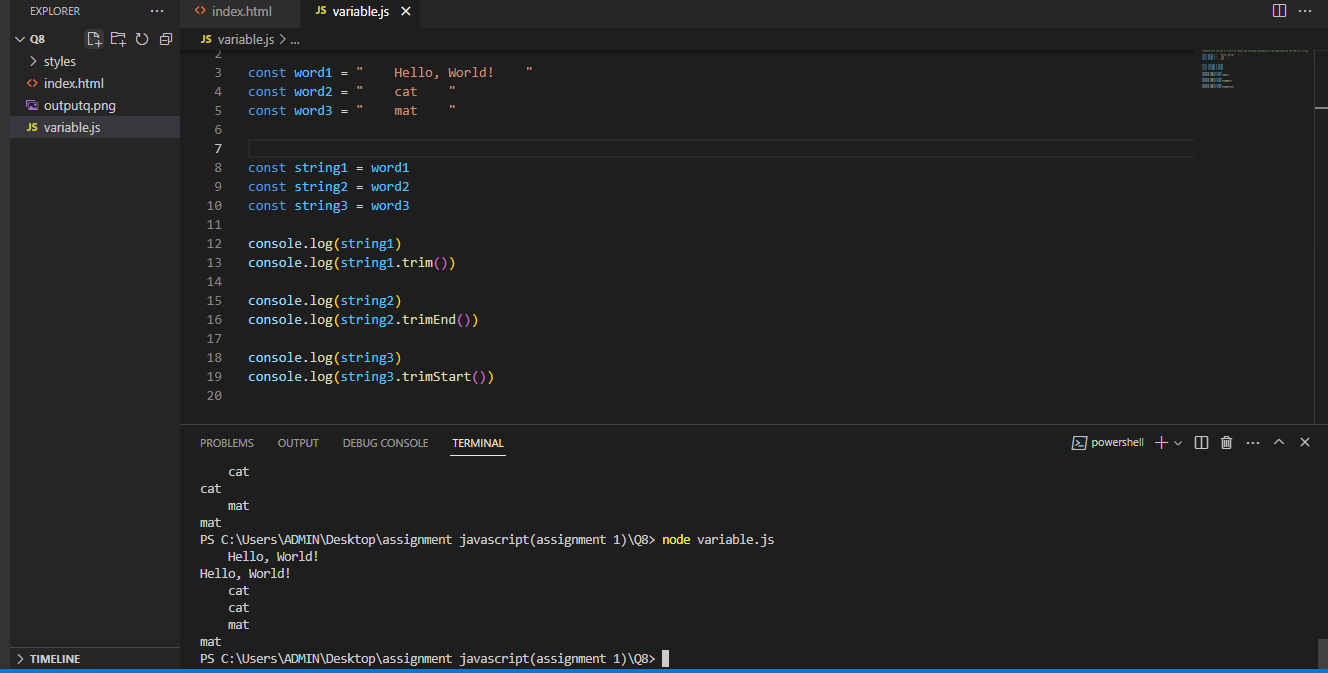 EXPLORER ···
<> index.html
JS variable.js ×
···
Q8
styles
<> index.html
outputq.png
JS variable.js
JS variable.js > ...
2
3 const word1 = "    Hello, World!    "
4 const word2 = "    cat    "
5 const word3 = "    mat    "
6
7
8 const string1 = word1
9 const string2 = word2
10 const string3 = word3
11
12 console.log(string1)
13 console.log(string1.trim())
14
15 console.log(string2)
16 console.log(string2.trimEnd())
17
18 console.log(string3)
19 console.log(string3.trimStart())
20
PROBLEMS OUTPUT DEBUG CONSOLE TERMINAL
powershell
    cat
cat
    mat
mat
PS C:\Users\ADMIN\Desktop\assignment javascript(assignment 1)\Q8> node variable.js
    Hello, World!
Hello, World!
    cat
    cat
    mat
mat
PS C:\Users\ADMIN\Desktop\assignment javascript(assignment 1)\Q8>
TIMELINE